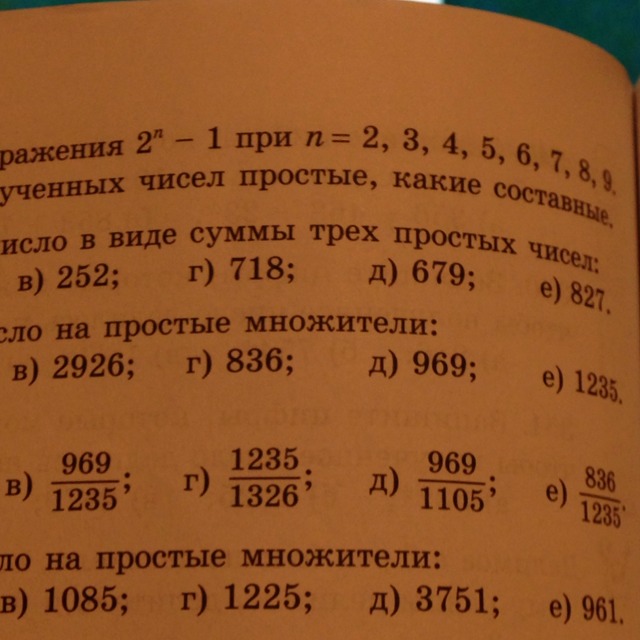 ражения 2ⁿ − 1 при n = 2, 3, 4, 5, 6, 7, 8, 9.
ученных чисел простые, какие составные.
исло в виде суммы трех простых чисел:
в) 252; г) 718; д) 679; е) 827.
сло на простые множители:
в) 2926; г) 836; д) 969; е) 1235.
в) 969/1235; г) 1235/1326; д) 969/1105; е) 836/1235.
ло на простые множители:
в) 1085; г) 1225; д) 3751; е) 961.